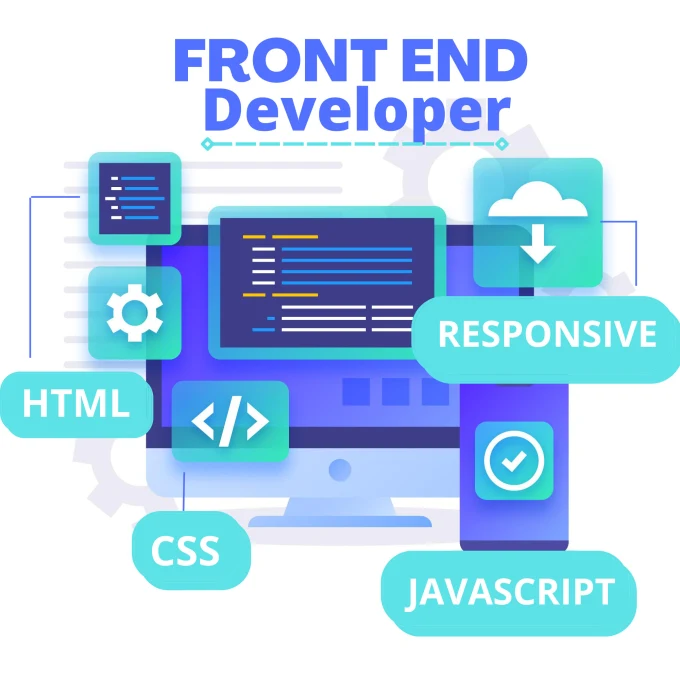 FRONT END
Developer
RESPONSIVE
HTML
</>
CSS
JAVASCRIPT